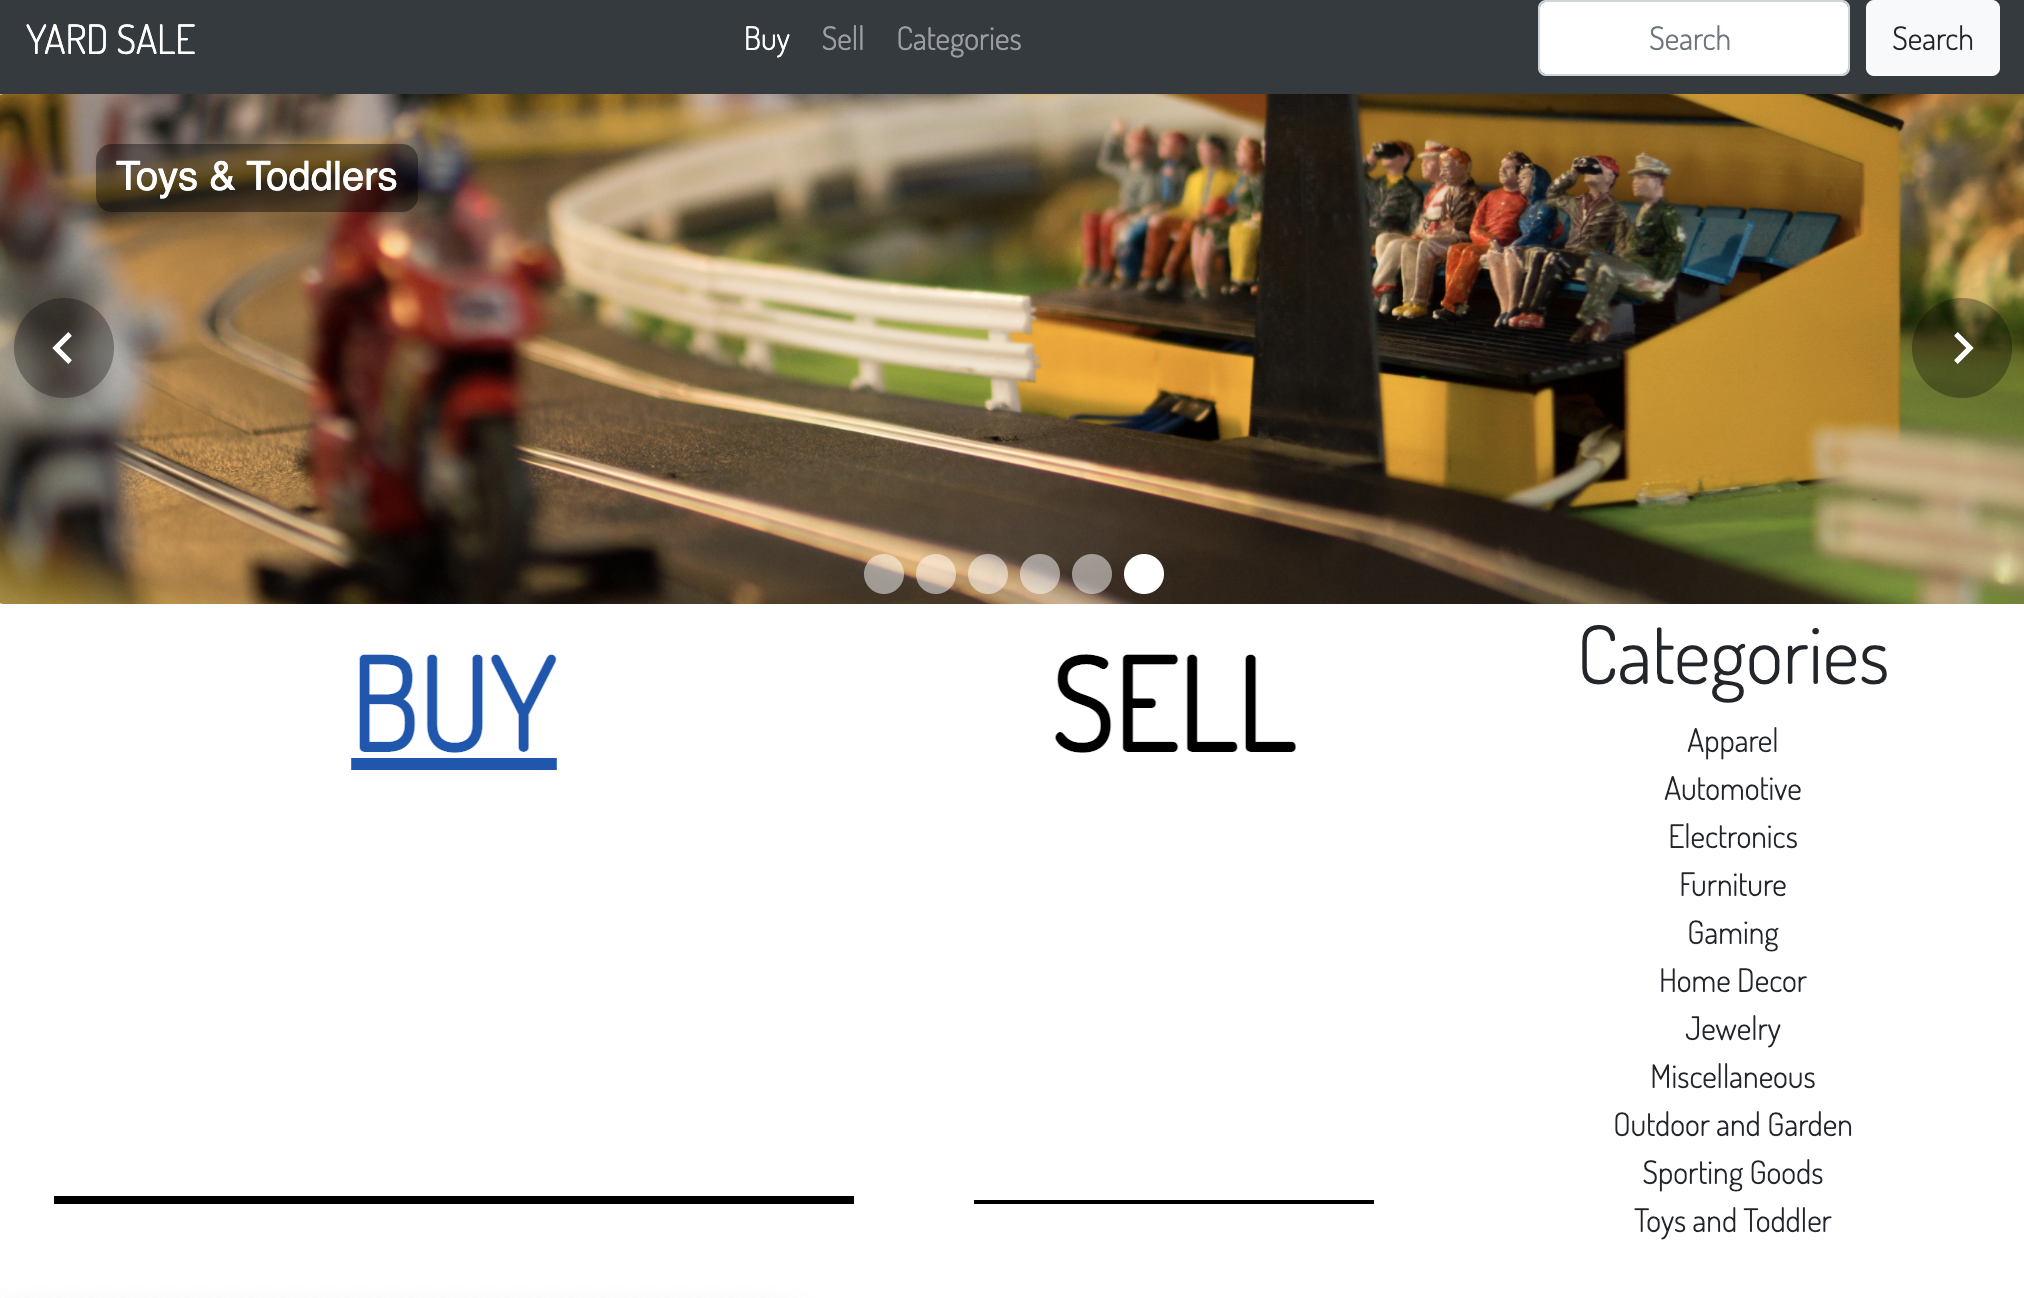 YARD SALE
Buy Sell Categories
Search
Search
Toys & Toddlers
BUY
SELL
Categories
Apparel
Automotive
Electronics
Furniture
Gaming
Home Decor
Jewelry
Miscellaneous
Outdoor and Garden
Sporting Goods
Toys and Toddler